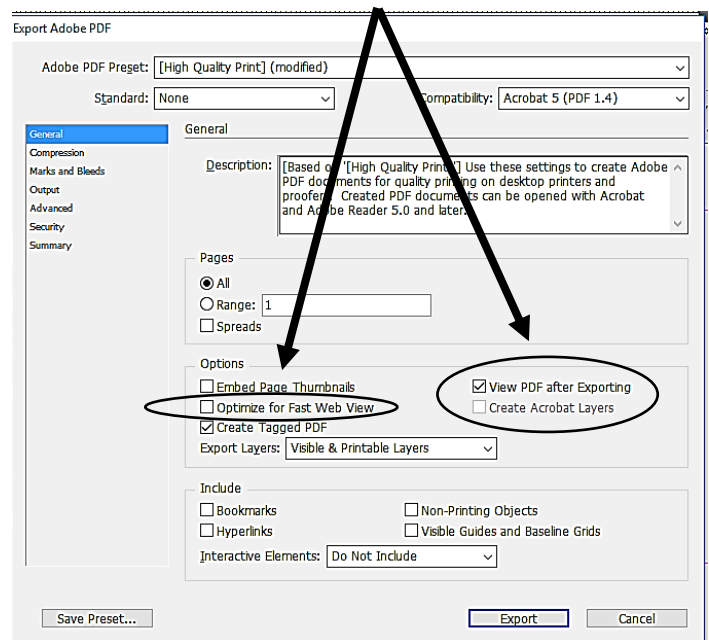 Export Adobe PDF
Adobe PDF Preset: [High Quality Print] (modified)
Standard: None Compatibility: Acrobat 5 (PDF 1.4)
General
Compression
Marks and Bleeds
Output
Advanced
Security
Summary
General
Description: [Based on '[High Quality Print]'] Use these settings to create Adobe
PDF documents for quality printing on desktop printers and
proofers. Created PDF documents can be opened with Acrobat
and Adobe Reader 5.0 and later.
Pages
All
Range: 1
Spreads
Options
Embed Page Thumbnails View PDF after Exporting
Optimize for Fast Web View Create Acrobat Layers
Create Tagged PDF
Export Layers: Visible & Printable Layers
Include
Bookmarks Non-Printing Objects
Hyperlinks Visible Guides and Baseline Grids
Interactive Elements: Do Not Include
Save Preset... Export Cancel